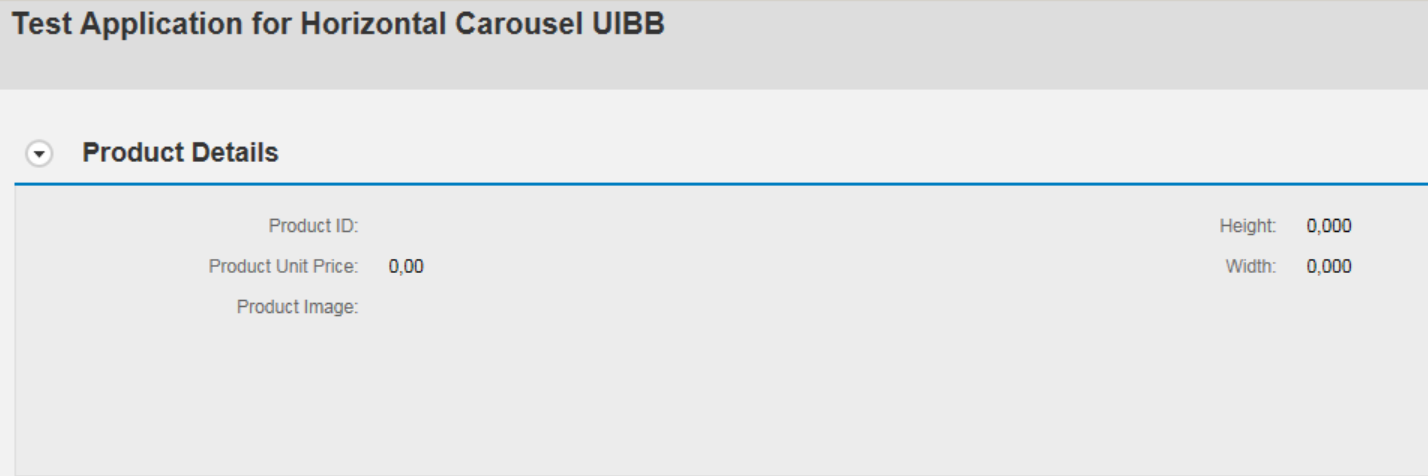 Test Application for Horizontal Carousel UIBB
Product Details
Product ID:
Height: 0,000
Product Unit Price: 0,00
Width: 0,000
Product Image: